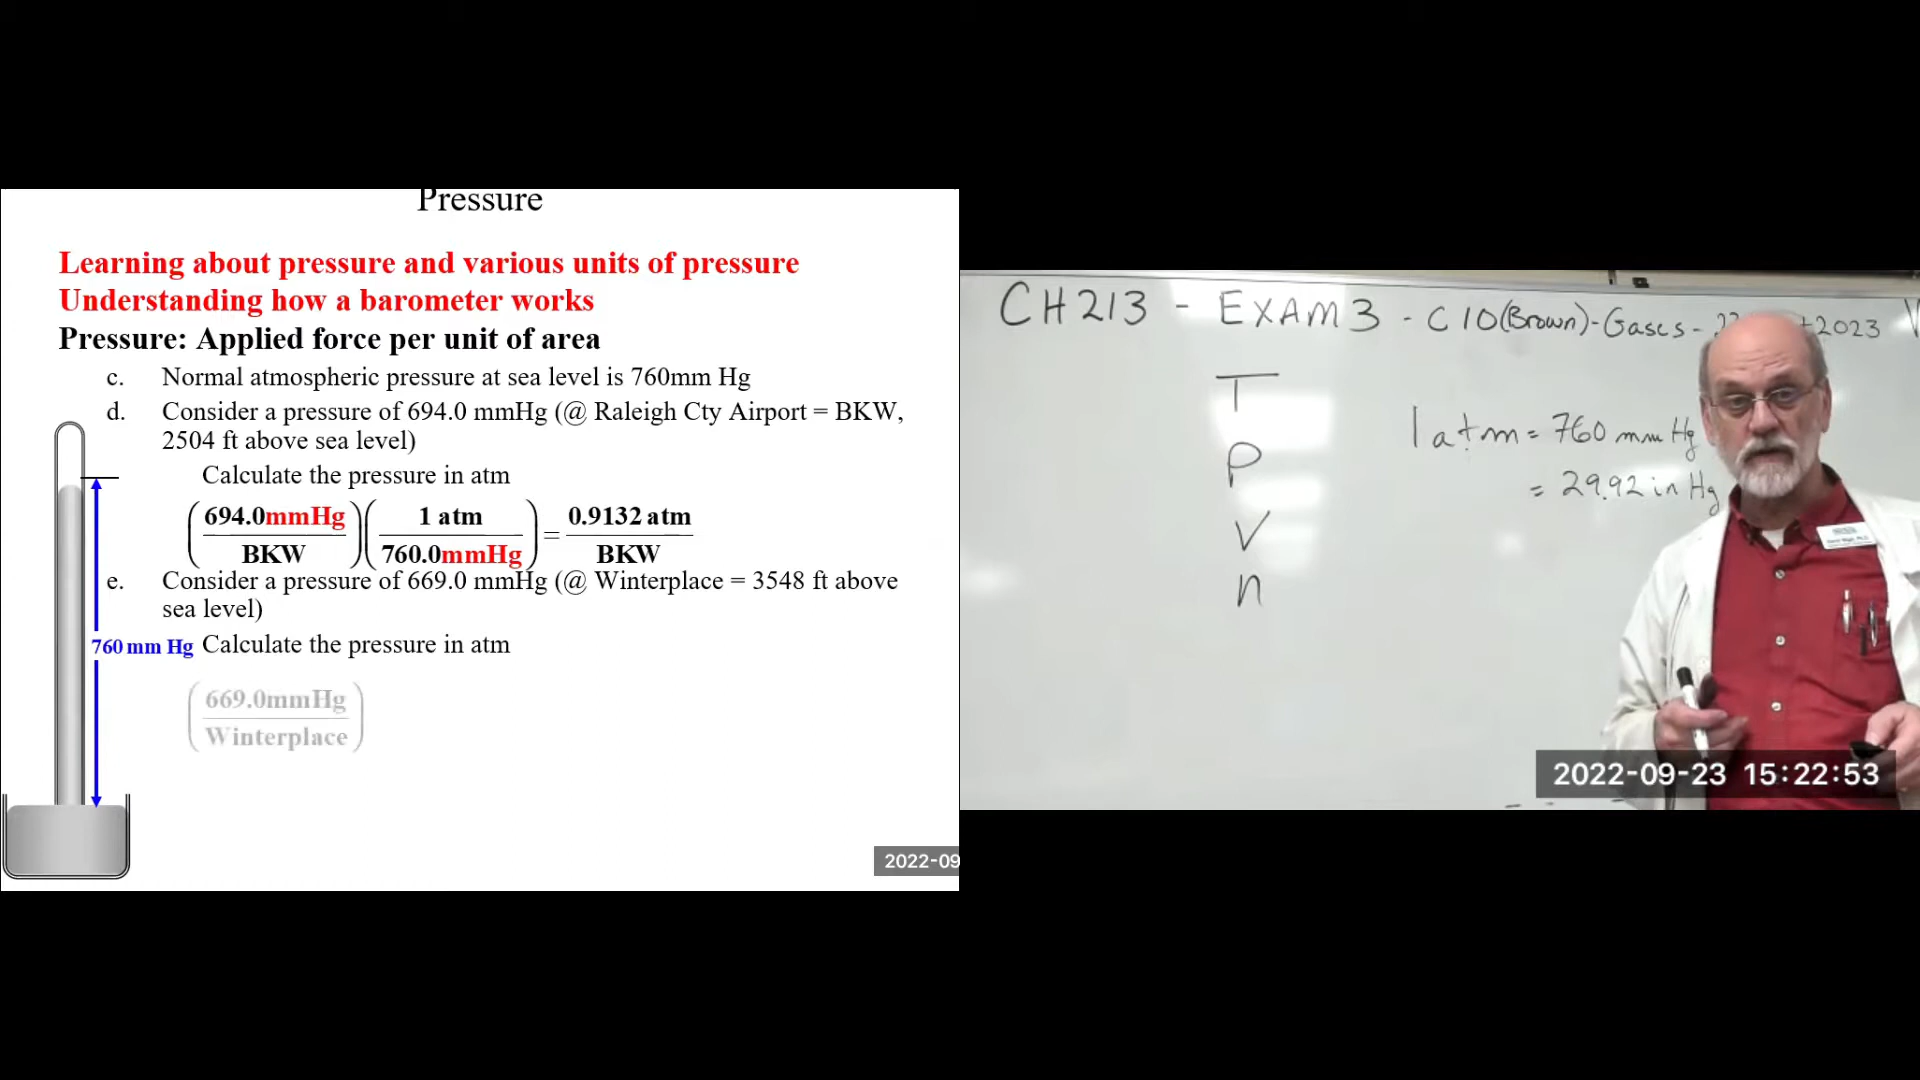 Pressure
Learning about pressure and various units of pressure
Understanding how a barometer works
Pressure: Applied force per unit of area
c. Normal atmospheric pressure at sea level is 760mm Hg
d. Consider a pressure of 694.0 mmHg (@ Raleigh Cty Airport = BKW,
2504 ft above sea level)
Calculate the pressure in atm
(694.0mmHg / BKW)(1 atm / 760.0mmHg) = 0.9132 atm / BKW
e. Consider a pressure of 669.0 mmHg (@ Winterplace = 3548 ft above
sea level)
760 mm Hg
Calculate the pressure in atm
(669.0mmHg / Winterplace)
2022-09
CH213 - EXAM3 - C10(Brown)-Gases- 2023
T
P
V
n
1 atm = 760 mm Hg
= 29.92 in Hg
2022-09-23 15:22:53